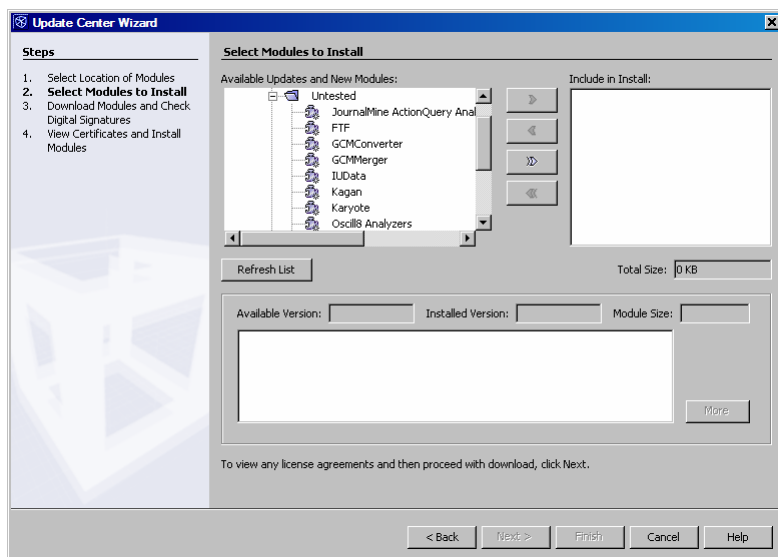 Update Center Wizard
Steps
1. Select Location of Modules
2. Select Modules to Install
3. Download Modules and Check
Digital Signatures
4. View Certificates and Install
Modules
Select Modules to Install
Available Updates and New Modules:
Untested
JournalMine ActionQuery Anal
FTF
GCMConverter
GCMMerger
IUData
Kagan
Karyote
Oscill8 Analyzers
Include in Install:
Refresh List
Total Size: 0 KB
Available Version:
Installed Version:
Module Size:
More
To view any license agreements and then proceed with download, click Next.
< Back
Next >
Finish
Cancel
Help